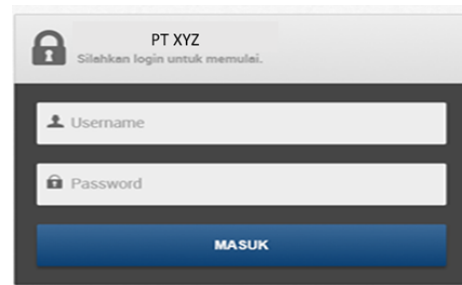 PT XYZ
Silahkan login untuk memulai.
Username
Password
MASUK